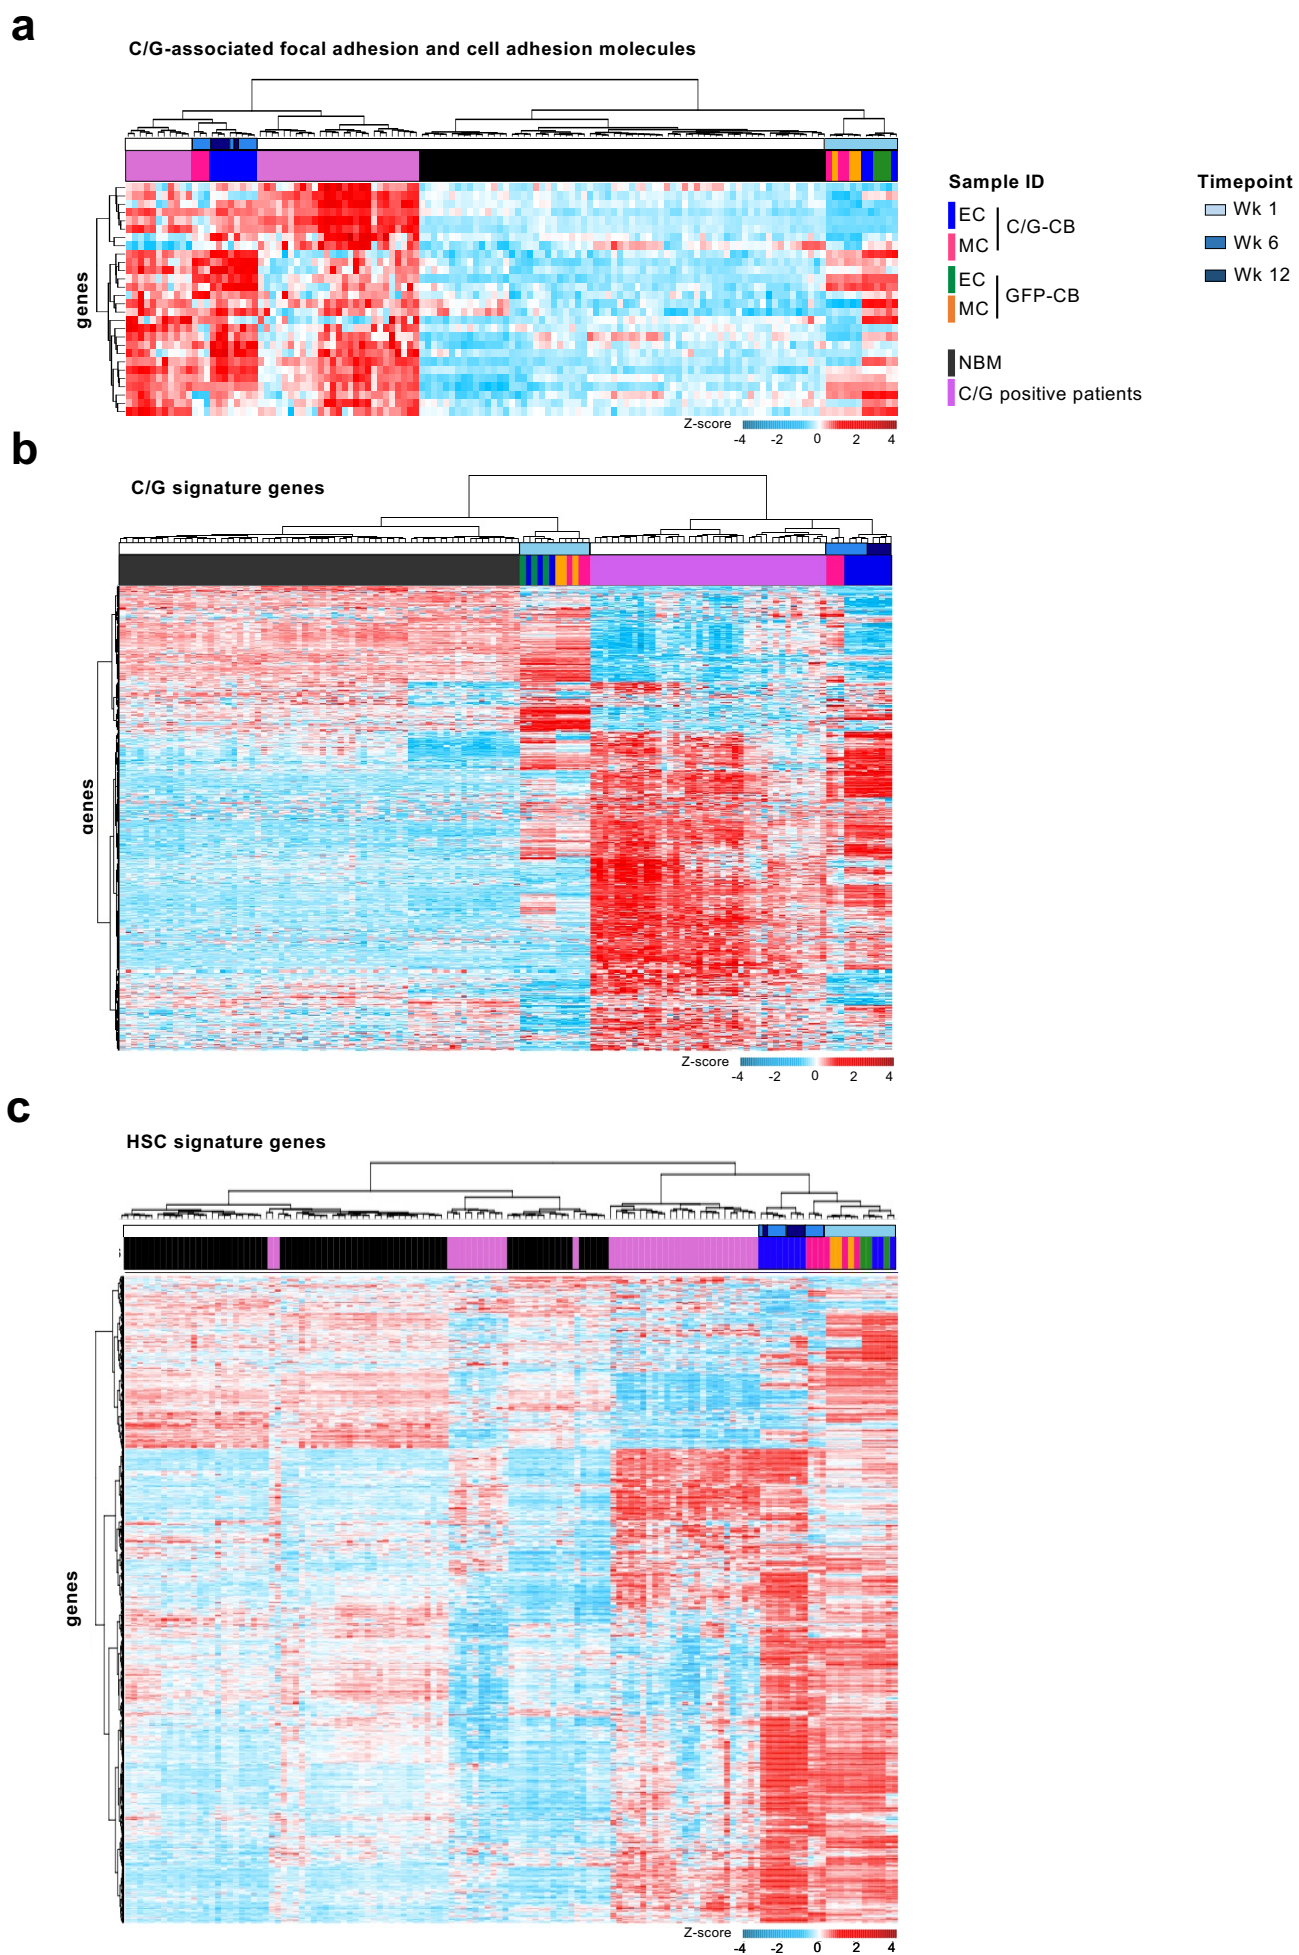 a
C/G-associated focal adhesion and cell adhesion molecules
genes
Z-score
-4 -2 0 2 4
Sample ID
EC
MC
C/G-CB
EC
MC
GFP-CB
NBM
C/G positive patients
Timepoint
Wk 1
Wk 6
Wk 12
b
C/G signature genes
genes
Z-score
-4 -2 0 2 4
c
HSC signature genes
genes
Z-score
-4 -2 0 2 4